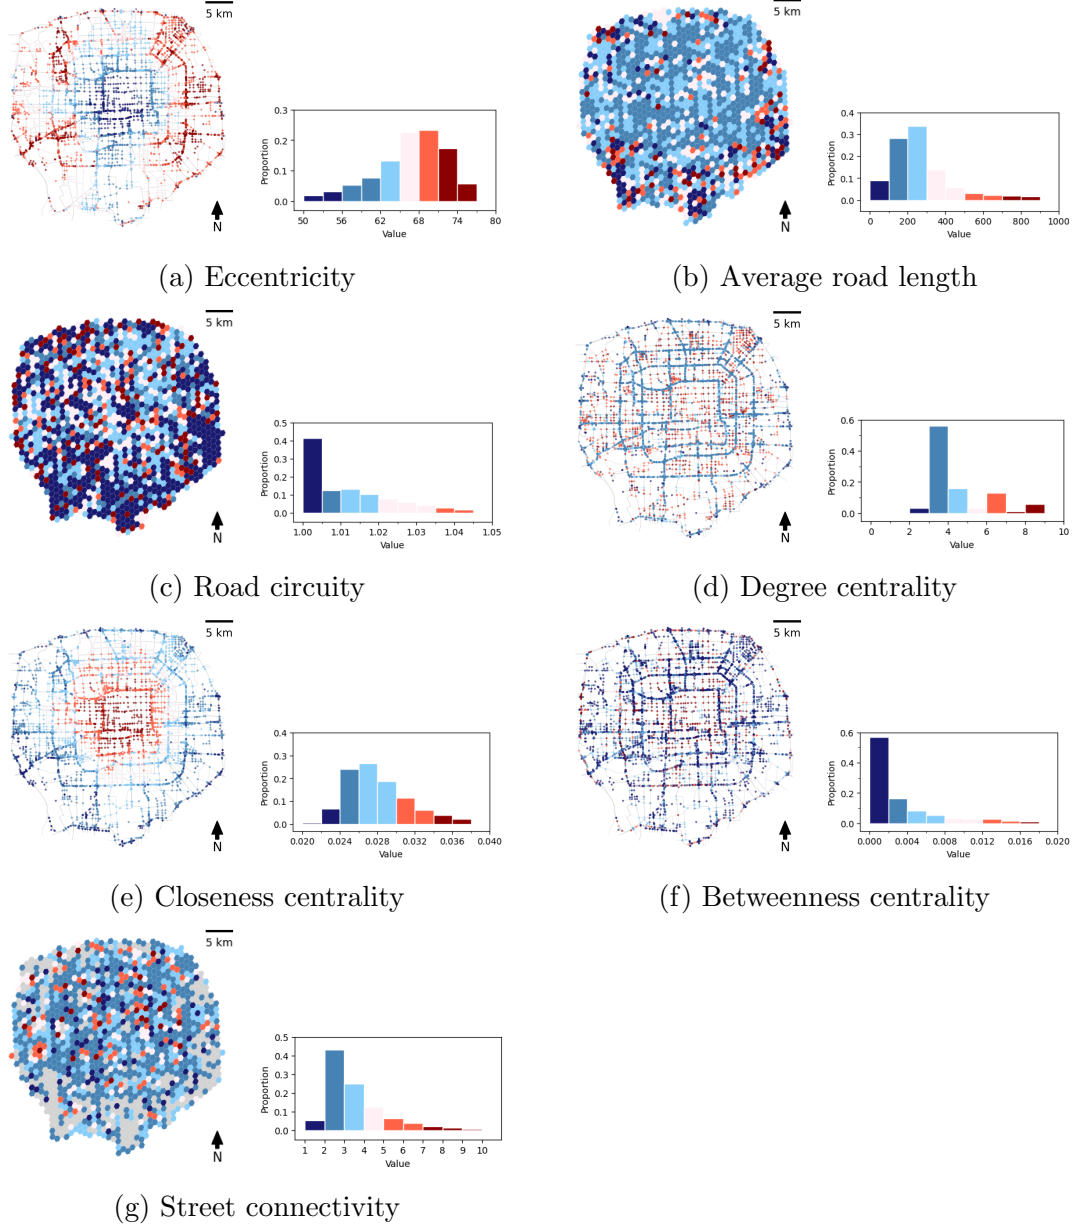 5 km
N
0.3
0.2
0.1
0.0
Proportion
50 56 62 68 74 80
Value
(a) Eccentricity
5 km
N
0.4
0.3
0.2
0.1
0.0
Proportion
0 200 400 600 800 1000
Value
(b) Average road length
5 km
N
0.5
0.4
0.3
0.2
0.1
0.0
Proportion
1.00 1.01 1.02 1.03 1.04 1.05
Value
(c) Road circuity
5 km
N
0.6
0.4
0.2
0.0
Proportion
0 2 4 6 8 10
Value
(d) Degree centrality
5 km
N
0.4
0.3
0.2
0.1
0.0
Proportion
0.020 0.024 0.028 0.032 0.036 0.040
Value
(e) Closeness centrality
5 km
N
0.6
0.4
0.2
0.0
Proportion
0.000 0.004 0.008 0.012 0.016 0.020
Value
(f) Betweenness centrality
5 km
N
0.5
0.4
0.3
0.2
0.1
0.0
Proportion
1 2 3 4 5 6 7 8 9 10
Value
(g) Street connectivity